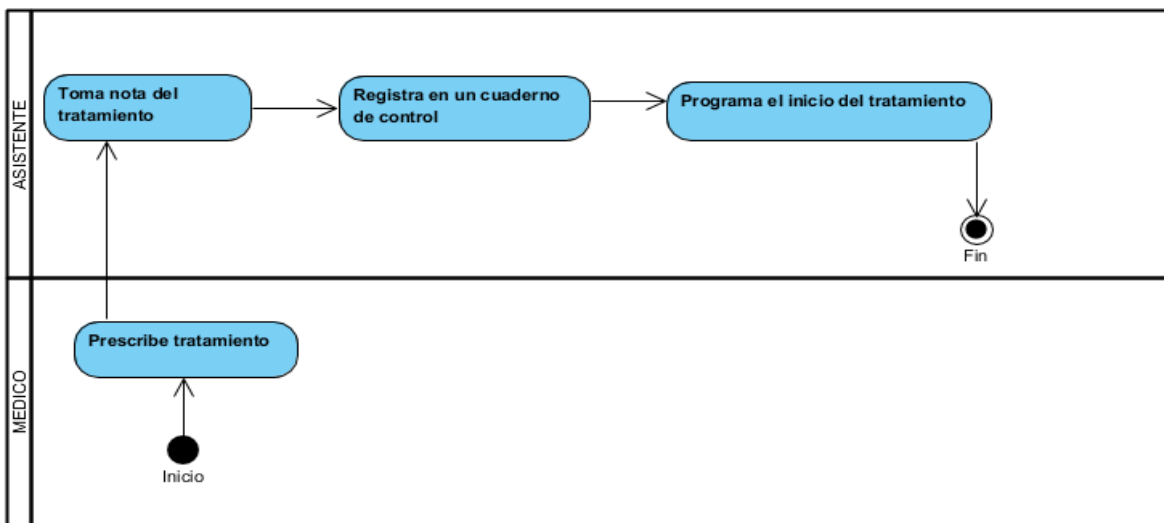 ASISTENTE
Toma nota del
tratamiento
Registra en un cuaderno
de control
Programa el inicio del tratamiento
Fin
MEDICO
Prescribe tratamiento
Inicio